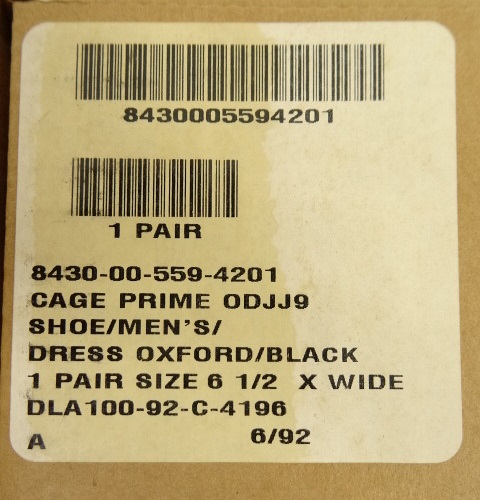 8430005594201
1 PAIR
8430-00-559-4201
CAGE PRIME 0DJJ9
SHOE/MEN'S/
DRESS OXFORD/BLACK
1 PAIR SIZE 6 1/2 X WIDE
DLA100-92-C-4196
A 6/92